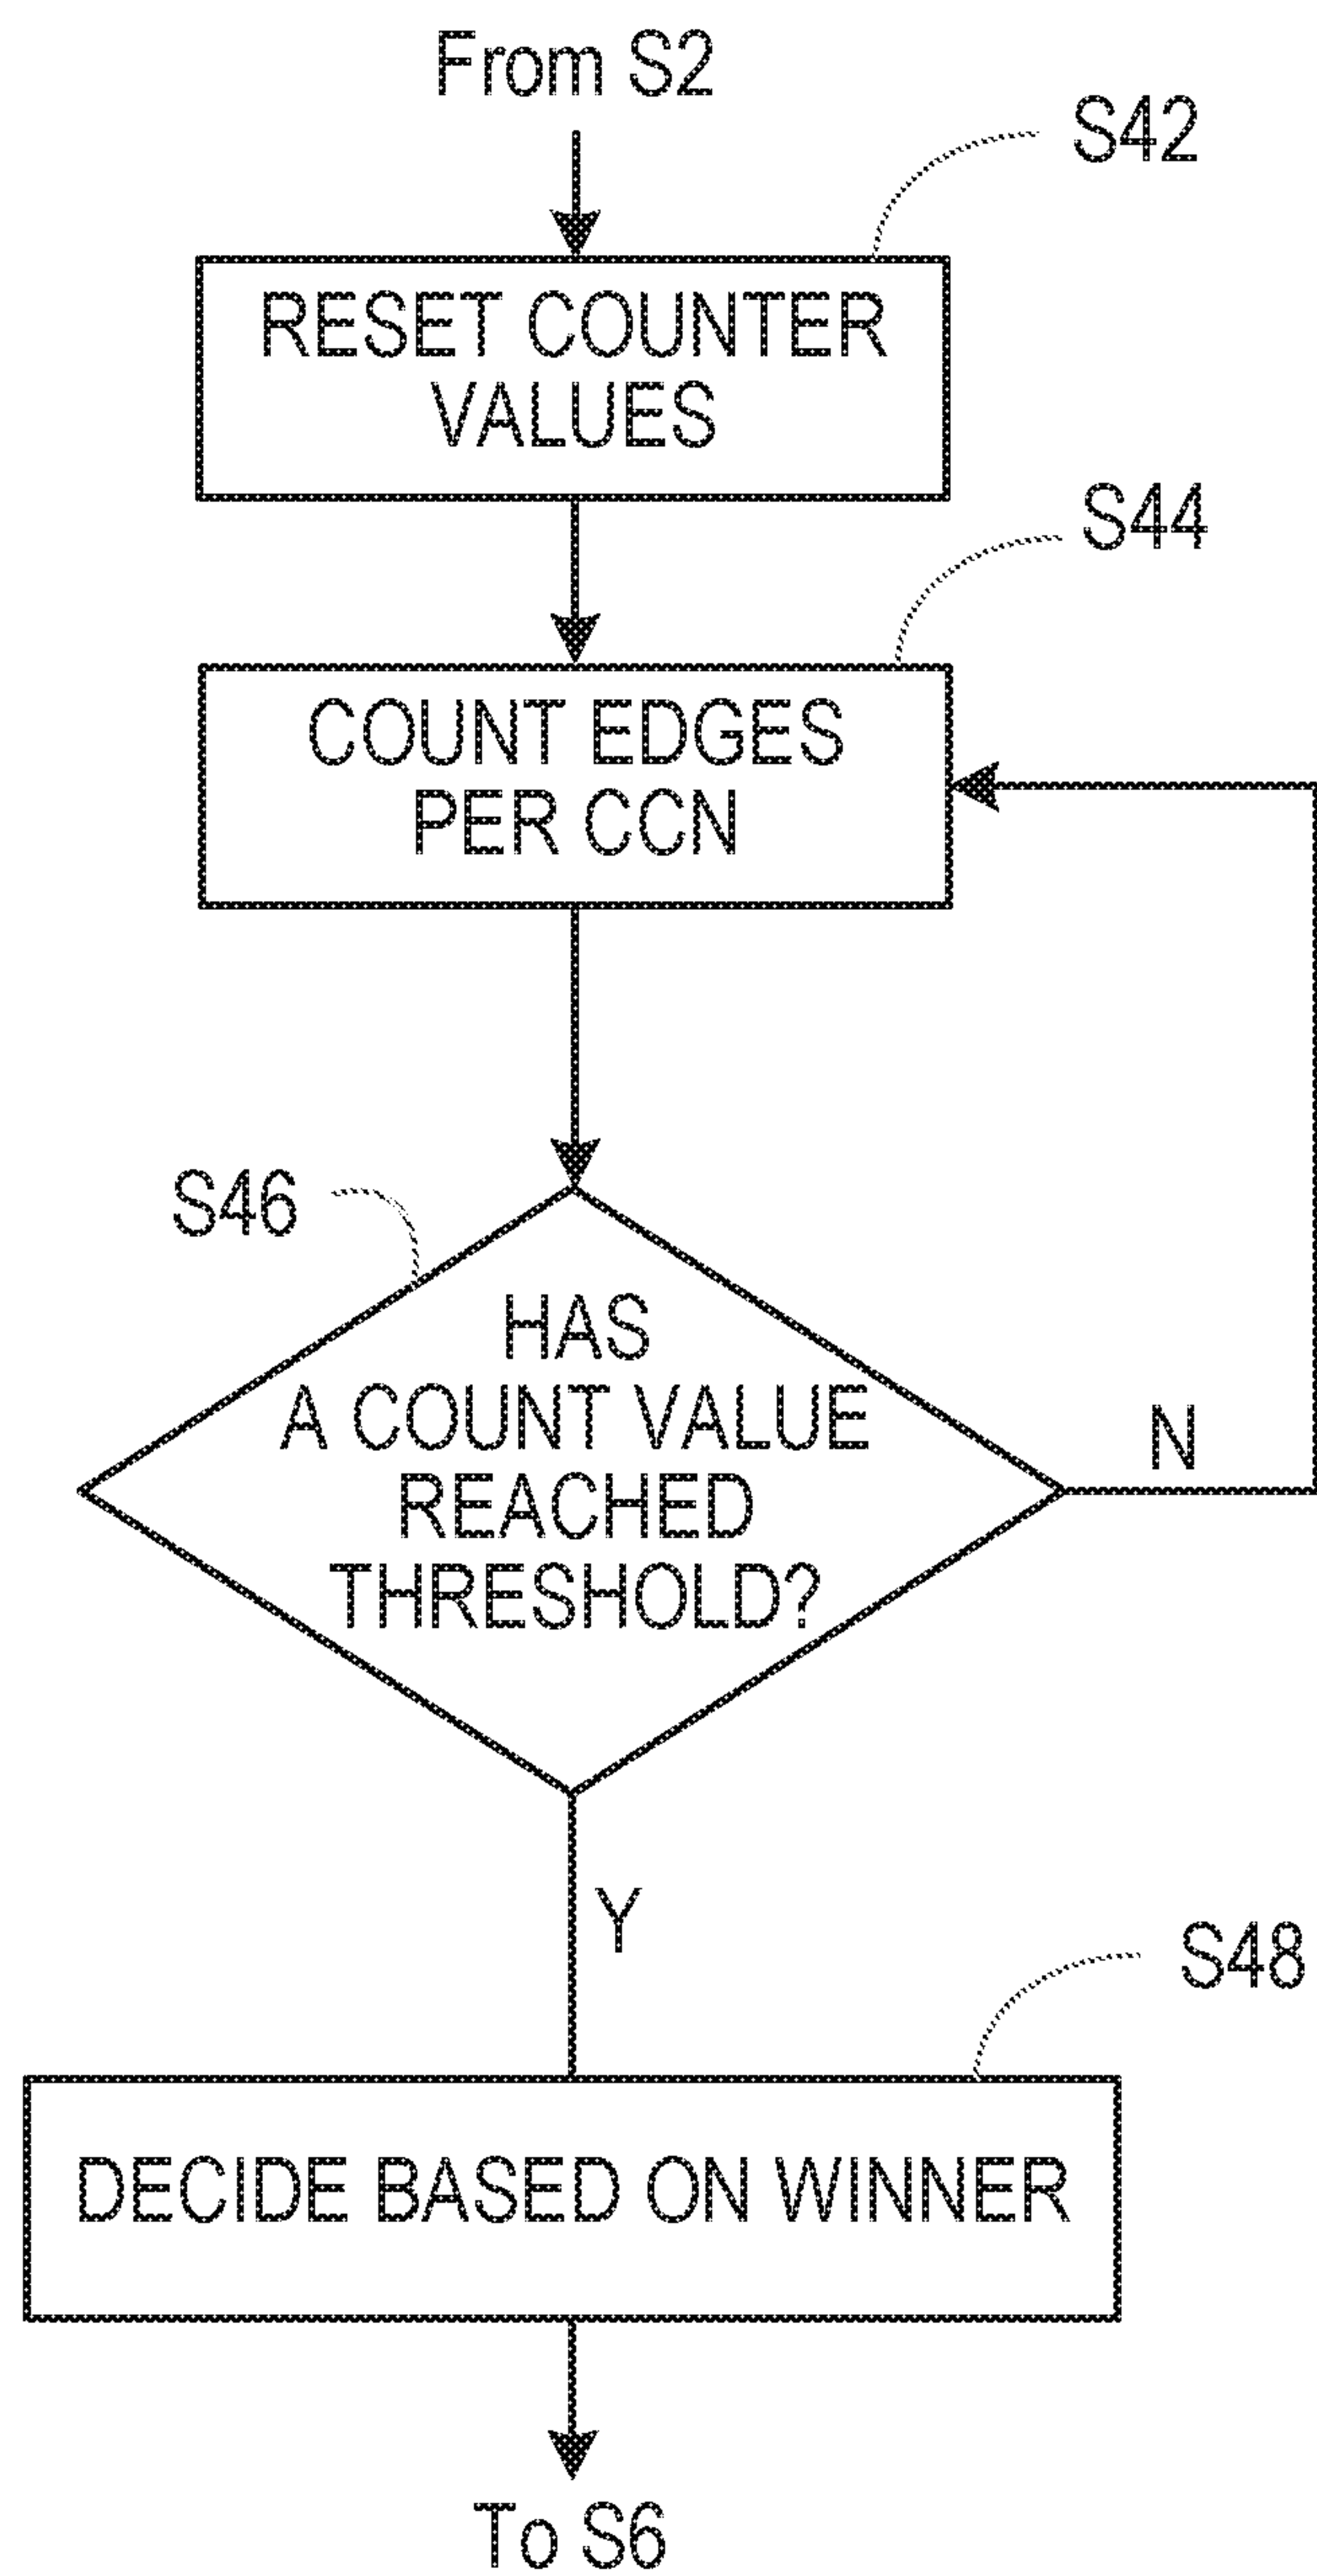 From S2
S42
RESET COUNTER
VALUES
S44
COUNT EDGES
PER CCN
S46
HAS
A COUNT VALUE
REACHED
THRESHOLD?
N
Y
S48
DECIDE BASED ON WINNER
To S6